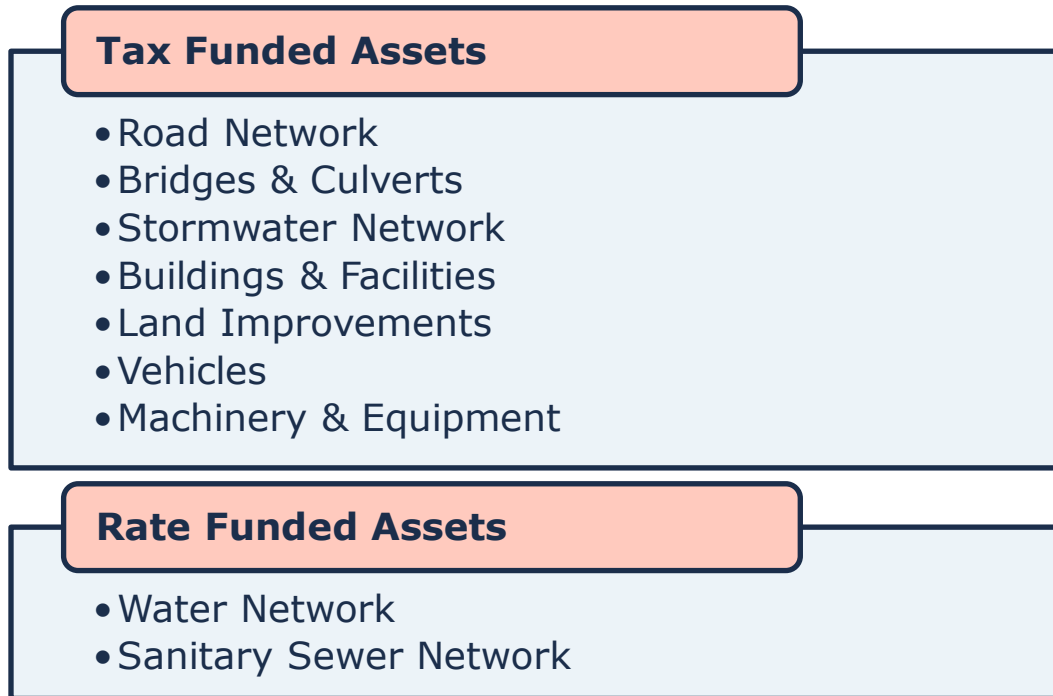 Tax Funded Assets
•Road Network
•Bridges & Culverts
•Stormwater Network
•Buildings & Facilities
•Land Improvements
•Vehicles
•Machinery & Equipment
Rate Funded Assets
•Water Network
•Sanitary Sewer Network